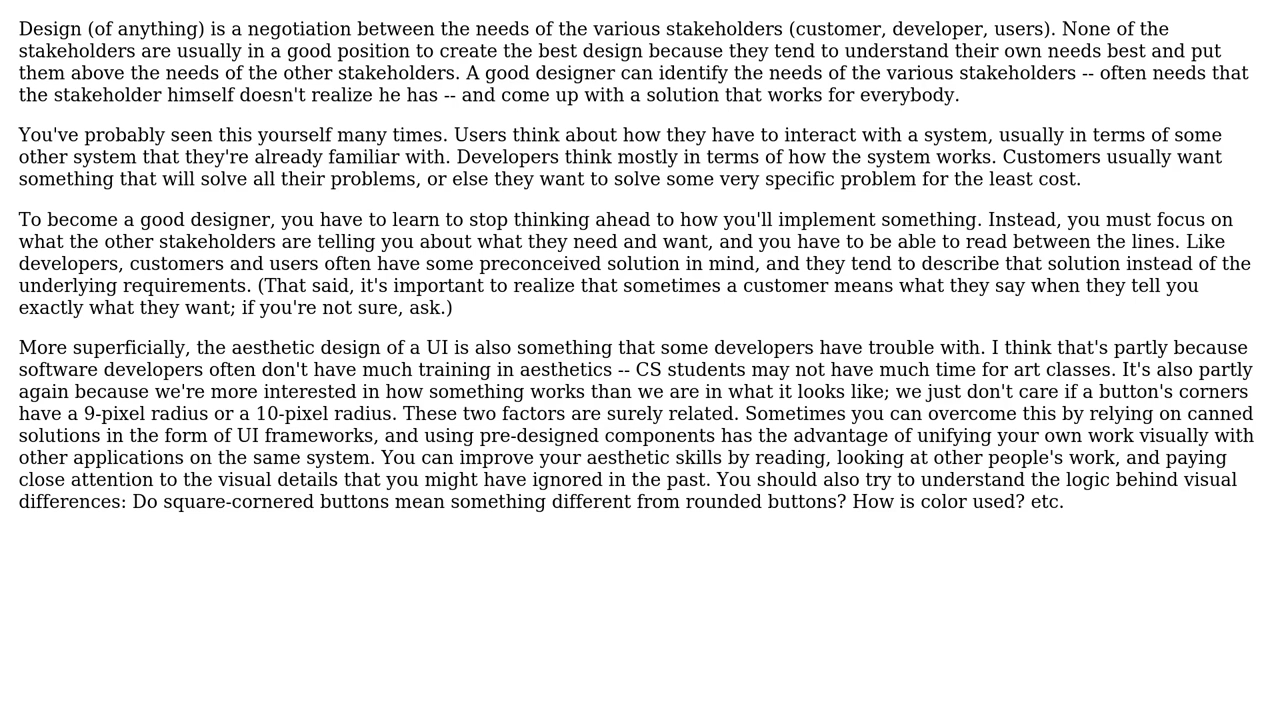 Design (of anything) is a negotiation between the needs of the various stakeholders (customer, developer, users). None of the
stakeholders are usually in a good position to create the best design because they tend to understand their own needs best and put
them above the needs of the other stakeholders. A good designer can identify the needs of the various stakeholders -- often needs that
the stakeholder himself doesn't realize he has -- and come up with a solution that works for everybody.
You've probably seen this yourself many times. Users think about how they have to interact with a system, usually in terms of some
other system that they're already familiar with. Developers think mostly in terms of how the system works. Customers usually want
something that will solve all their problems, or else they want to solve some very specific problem for the least cost.
To become a good designer, you have to learn to stop thinking ahead to how you'll implement something. Instead, you must focus on
what the other stakeholders are telling you about what they need and want, and you have to be able to read between the lines. Like
developers, customers and users often have some preconceived solution in mind, and they tend to describe that solution instead of the
underlying requirements. (That said, it's important to realize that sometimes a customer means what they say when they tell you
exactly what they want; if you're not sure, ask.)
More superficially, the aesthetic design of a UI is also something that some developers have trouble with. I think that's partly because
software developers often don't have much training in aesthetics -- CS students may not have much time for art classes. It's also partly
again because we're more interested in how something works than we are in what it looks like; we just don't care if a button's corners
have a 9-pixel radius or a 10-pixel radius. These two factors are surely related. Sometimes you can overcome this by relying on canned
solutions in the form of UI frameworks, and using pre-designed components has the advantage of unifying your own work visually with
other applications on the same system. You can improve your aesthetic skills by reading, looking at other people's work, and paying
close attention to the visual details that you might have ignored in the past. You should also try to understand the logic behind visual
differences: Do square-cornered buttons mean something different from rounded buttons? How is color used? etc.